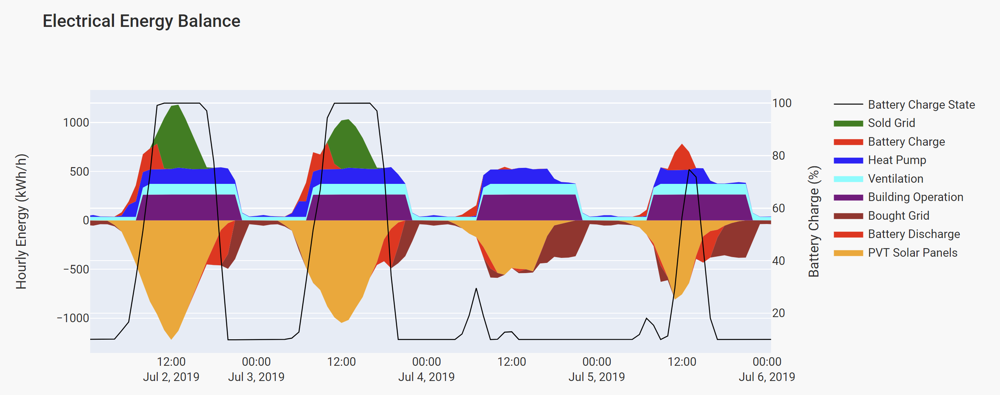 Electrical Energy Balance
Hourly Energy (kWh/h)
1000
500
0
−500
−1000
100
80
60
40
20
Battery Charge (%)
12:00
Jul 2, 2019
00:00
Jul 3, 2019
12:00
00:00
Jul 4, 2019
12:00
00:00
Jul 5, 2019
12:00
00:00
Jul 6, 2019
Battery Charge State
Sold Grid
Battery Charge
Heat Pump
Ventilation
Building Operation
Bought Grid
Battery Discharge
PVT Solar Panels